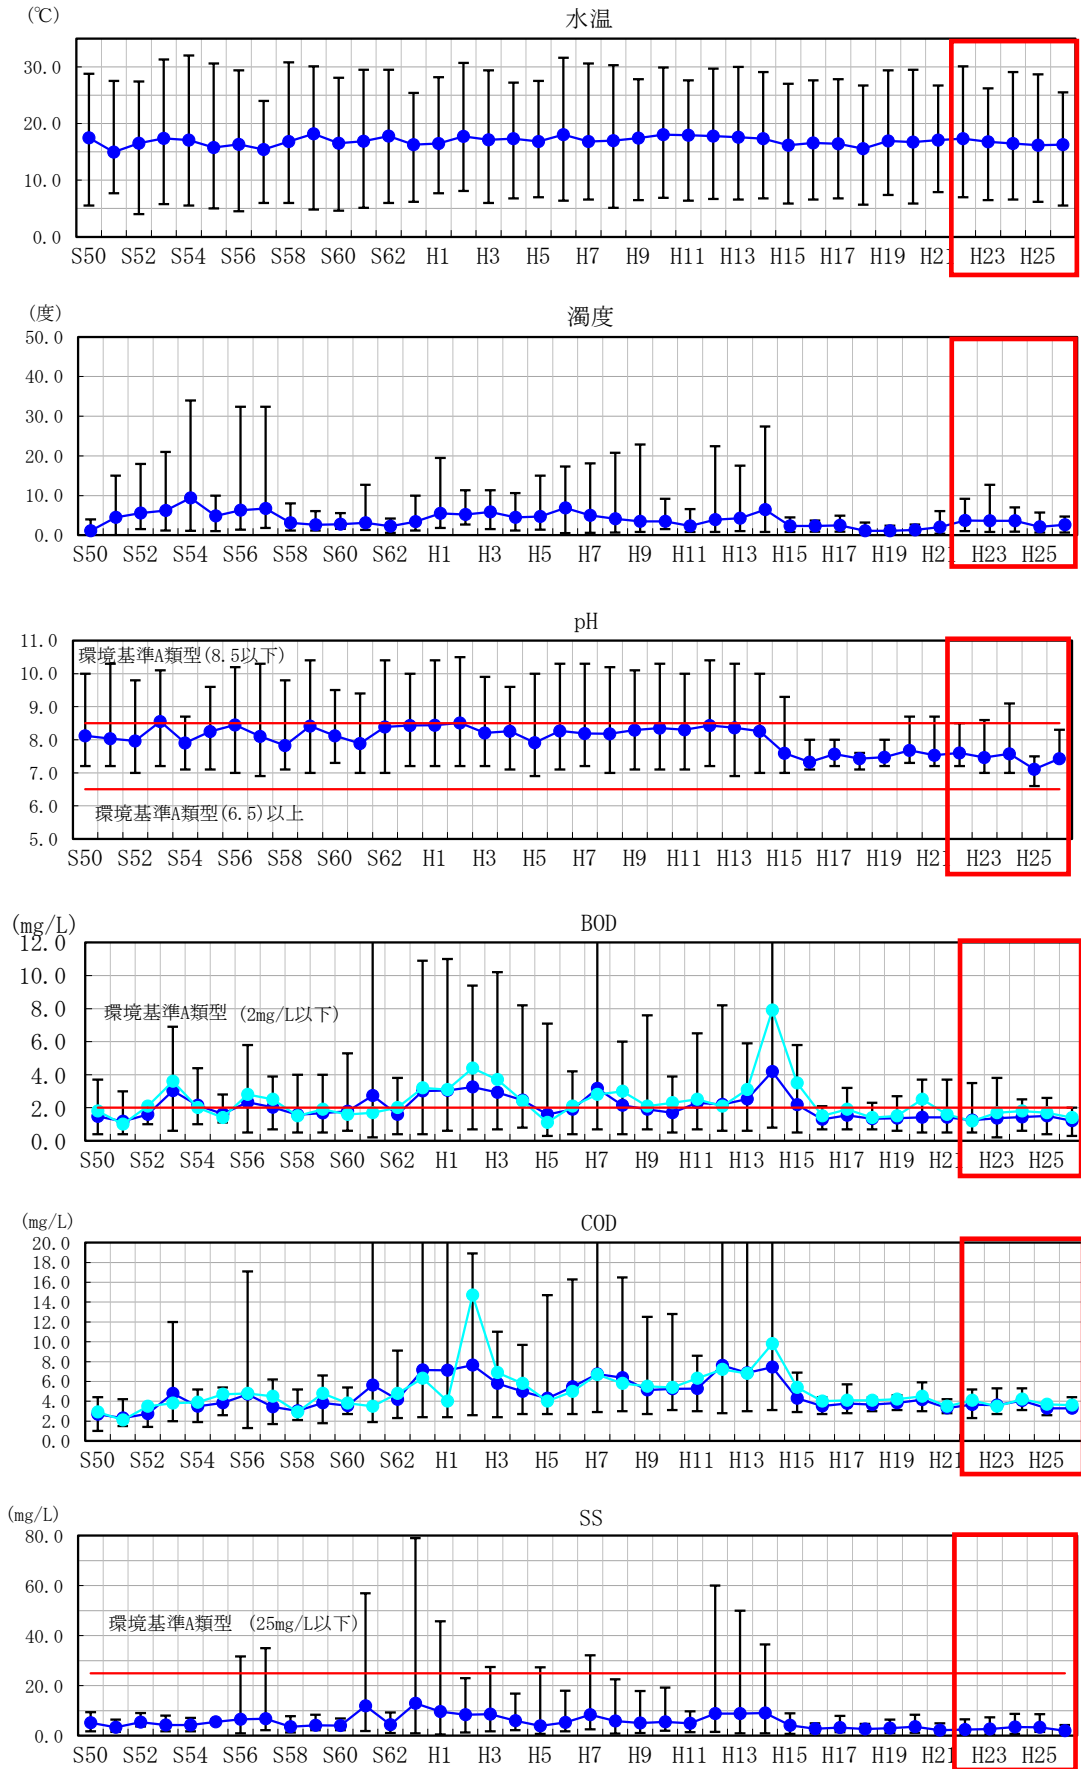 (℃)
水温
30.0
20.0
10.0
0.0
S50 S52 S54 S56 S58 S60 S62 H1 H3 H5 H7 H9 H11 H13 H15 H17 H19 H21 H23 H25
(度)
濁度
50.0
40.0
30.0
20.0
10.0
0.0
S50 S52 S54 S56 S58 S60 S62 H1 H3 H5 H7 H9 H11 H13 H15 H17 H19 H21 H23 H25
pH
11.0
環境基準A類型(8.5以下)
10.0
9.0
8.0
7.0
6.0
環境基準A類型(6.5)以上
5.0
S50 S52 S54 S56 S58 S60 S62 H1 H3 H5 H7 H9 H11 H13 H15 H17 H19 H21 H23 H25
(mg/L)
BOD
12.0
10.0
8.0
環境基準A類型 (2mg/L以下)
6.0
4.0
2.0
0.0
S50 S52 S54 S56 S58 S60 S62 H1 H3 H5 H7 H9 H11 H13 H15 H17 H19 H21 H23 H25
(mg/L)
COD
20.0
18.0
16.0
14.0
12.0
10.0
8.0
6.0
4.0
2.0
0.0
S50 S52 S54 S56 S58 S60 S62 H1 H3 H5 H7 H9 H11 H13 H15 H17 H19 H21 H23 H25
(mg/L)
SS
80.0
60.0
環境基準A類型 (25mg/L以下)
40.0
20.0
0.0
S50 S52 S54 S56 S58 S60 S62 H1 H3 H5 H7 H9 H11 H13 H15 H17 H19 H21 H23 H25